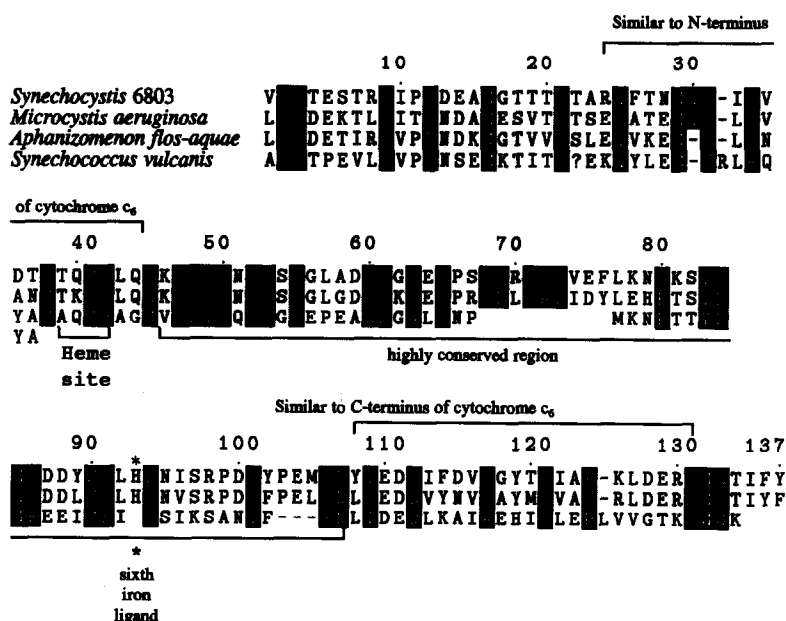 Similar to N-terminus
10 20 30
Synechocystis 6803 V TESTR IP DEA GTTT TAR FTN -I V
Microcystis aeruginosa L DEKTL IT NDA ESVT TSE ATE -L N
Aphanizomenon flos-aquae L DETIR VP NDK GTVV SLE VKE - L N
Synechococcus vulcanis A TPEVL VP NSE KTIT ?EK YLE - RL Q
of cytochrome c₆
40 50 60 70 80
DT TQ LQ K N S GLAD G E PS R VEFLKN KS
AN TK LQ K N S GLGD K E PR L IDYLEH TS
YA AQ AG V Q G EPEA G L NP MKN TT
YA
Heme
site
highly conserved region
Similar to C-terminus of cytochrome c₆
90 100 110 120 130 137
*
DDY LH NISRPD YPEM Y ED IFDV GYT IA -KLDER TIFY
DDL LH NVSRPD FPEL L ED VYNV AYM VA -RLDER TIYF
EEI I SIKSAN F--- L DE LKAI EHI LE LVVGTK K
*
sixth
iron
ligand